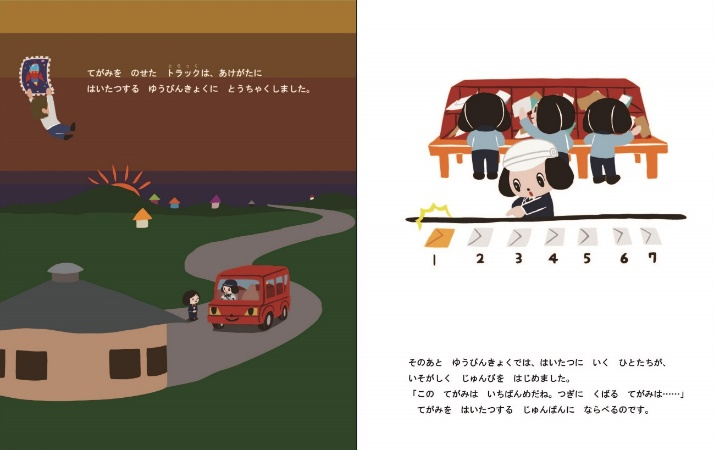 てがみを　のせた　トラックは、あけがたに
はいたつする　ゆうびんきょくに　とうちゃくしました。
1 2 3 4 5 6 7
そのあと　ゆうびんきょくでは、はいたつに　いく　ひとたちが、
いそがしく　じゅんびを　はじめました。
「この　てがみは　いちばんめだね。つぎに　くばる　てがみは……」
てがみを　はいたつする　じゅんばんに　ならべるのです。